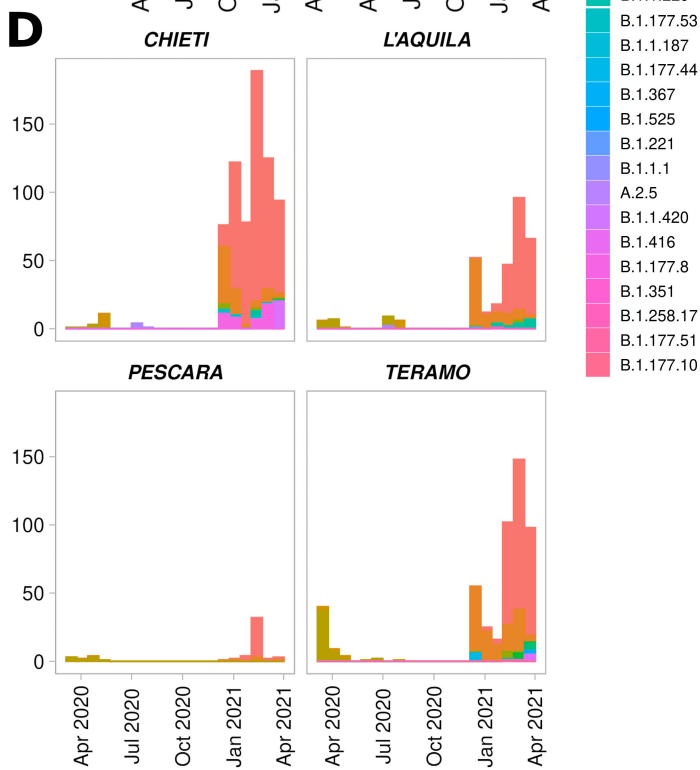 D
CHIETI
L'AQUILA
150
100
50
0
PESCARA
TERAMO
150
100
50
0
Apr 2020
Jul 2020
Oct 2020
Jan 2021
Apr 2021
Apr 2020
Jul 2020
Oct 2020
Jan 2021
Apr 2021
B.1.177.53
B.1.1.187
B.1.177.44
B.1.367
B.1.525
B.1.221
B.1.1.1
A.2.5
B.1.1.420
B.1.416
B.1.177.8
B.1.351
B.1.258.17
B.1.177.51
B.1.177.10